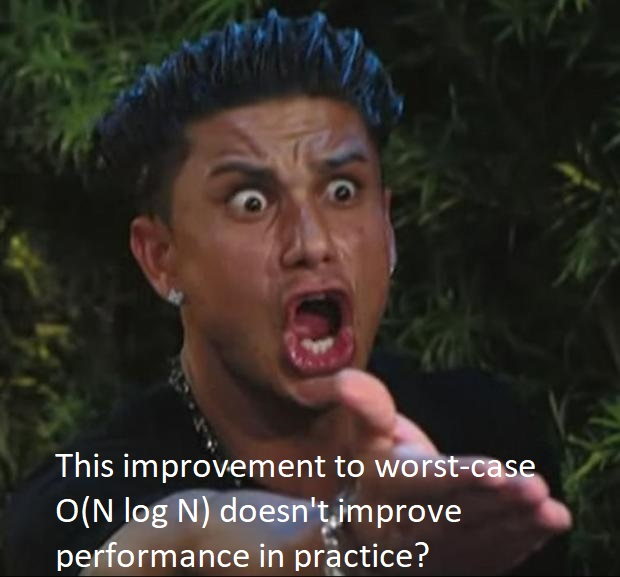 This improvement to worst-case
O(N log N) doesn't improve
performance in practice?